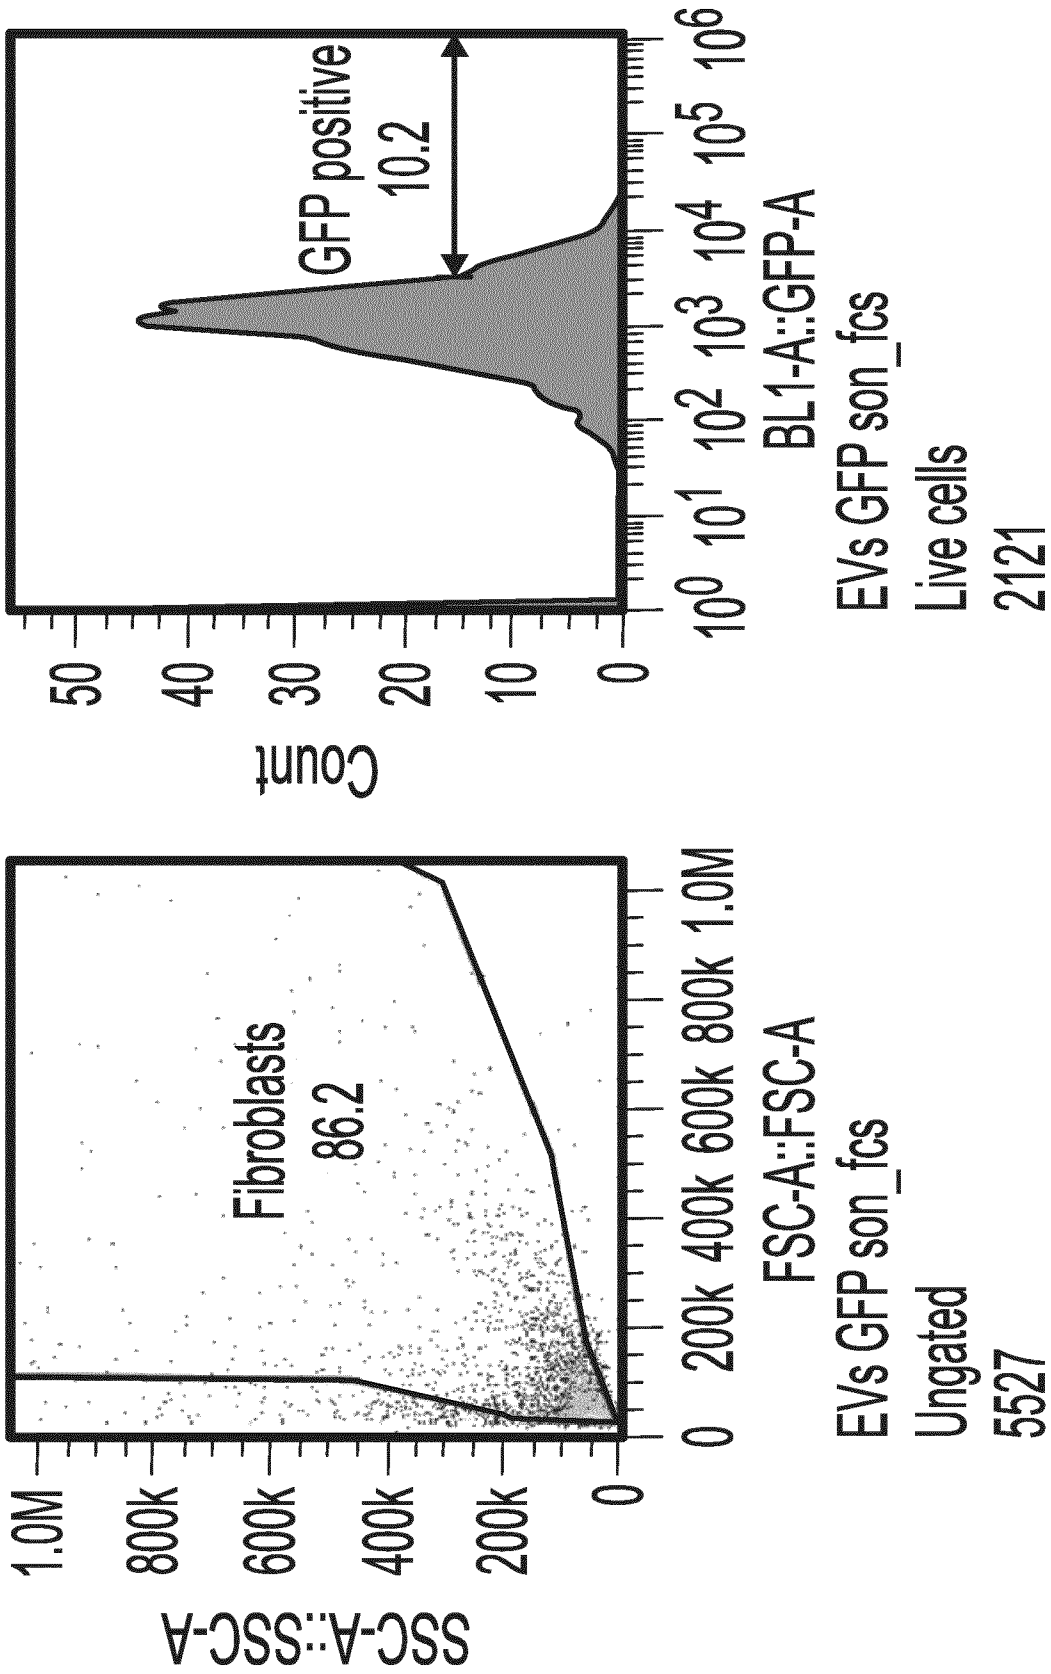 SSC-A::SSC-A
1.0M
800k
600k
400k
200k
0
Fibroblasts
86.2
0 200k 400k 600k 800k 1.0M
FSC-A::FSC-A
EVs GFP son_fcs
Ungated
5527
Count
50
40
30
20
10
0
GFP positive
10.2
10⁰ 10¹ 10² 10³ 10⁴ 10⁵ 10⁶
BL1-A::GFP-A
EVs GFP son_fcs
Live cells
2121